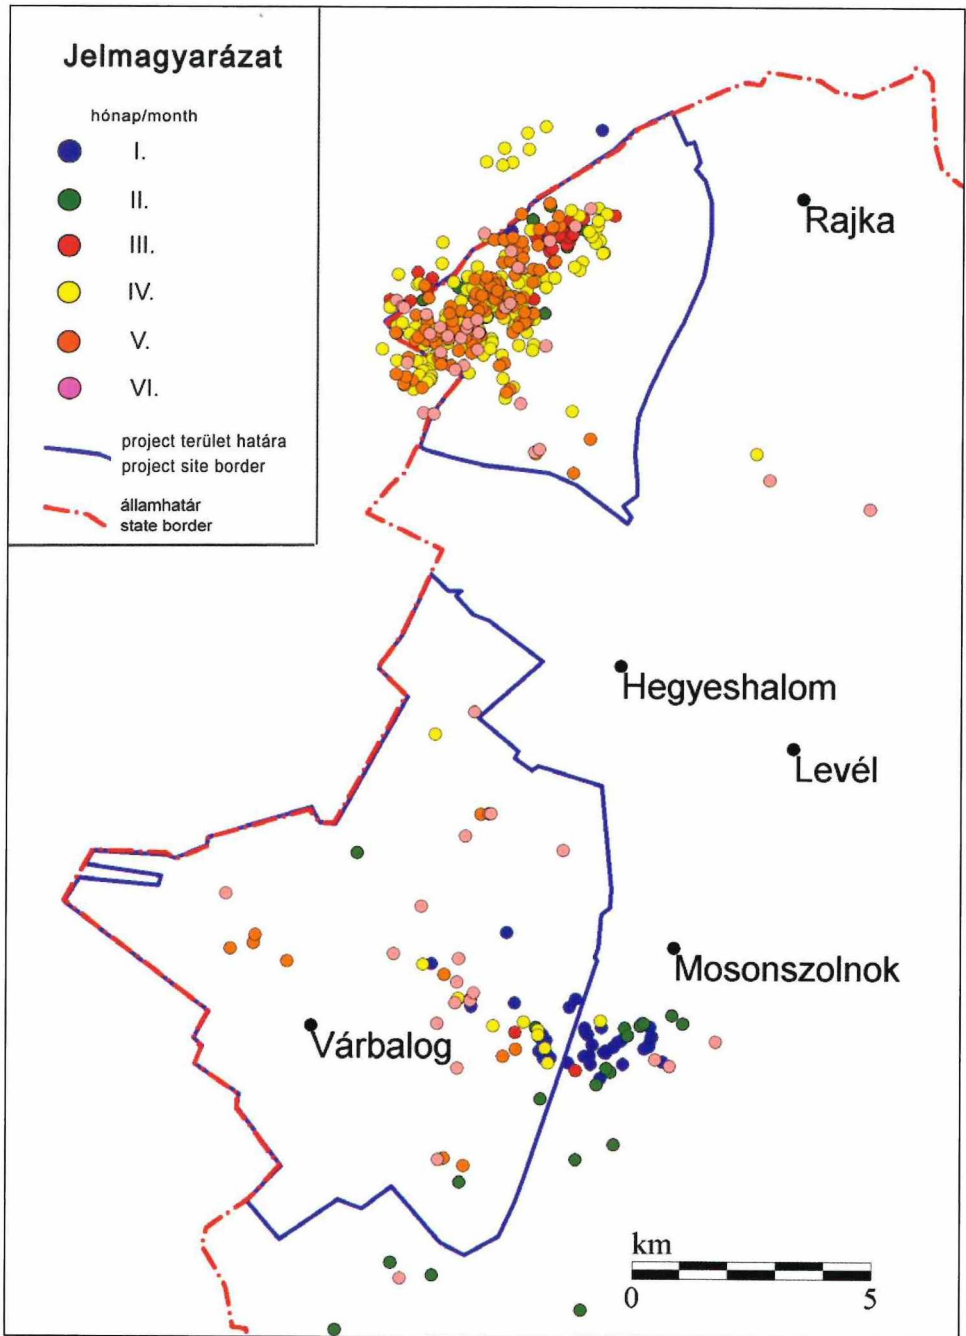 Jelmagyarázat
hónap/month
I.
II.
III.
IV.
V.
VI.
project terület határa
project site border
államhatár
state border
Rajka
Hegyeshalom
Levél
Mosonszolnok
Várbalog
km
0 5